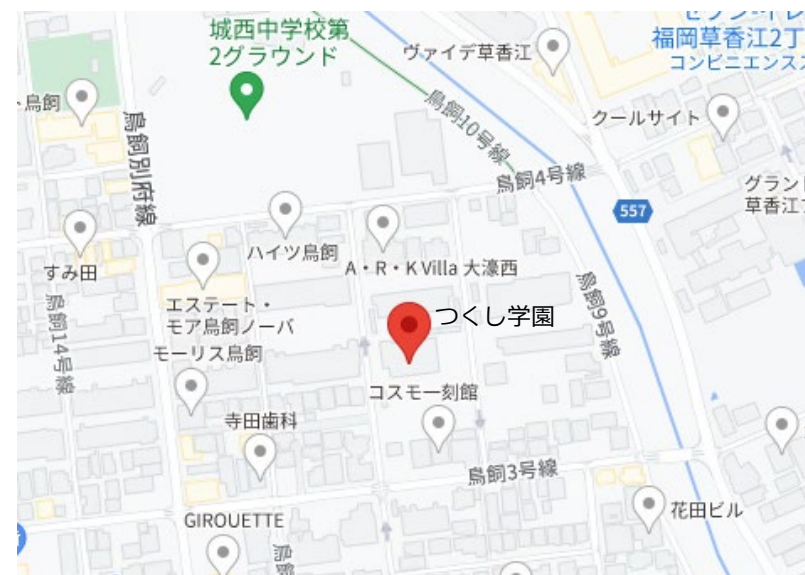 城西中学校第
2グラウンド
ヴァイデ草香江
福岡草香江2丁
コンビニエンスス
鳥飼
鳥飼別府線
鳥飼10号線
クールサイト
鳥飼4号線
557
グラン
草香江
ハイツ鳥飼
すみ田
A・R・K Villa 大濠西
エステート・
モア鳥飼ノーバ
鳥飼14号線
鳥飼9号線
つくし学園
モーリス鳥飼
コスモ一刻館
寺田歯科
鳥飼3号線
GIROUETTE
花田ビル
鳥飼